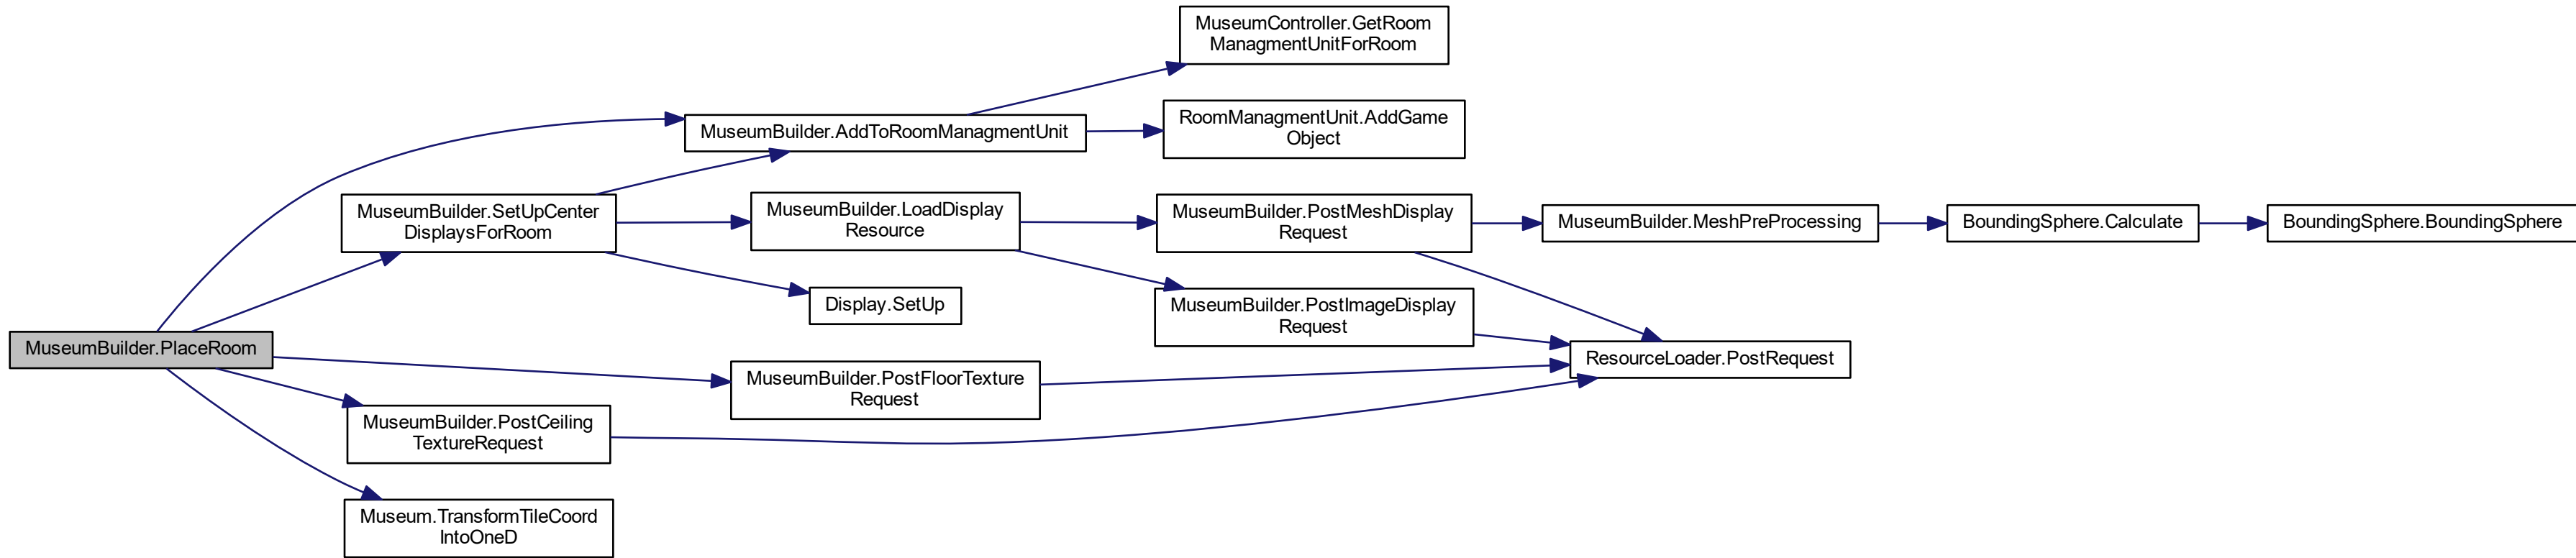 MuseumController.GetRoom
ManagmentUnitForRoom
RoomManagmentUnit.AddGame
Object
MuseumBuilder.AddToRoomManagmentUnit
MuseumBuilder.SetUpCenter
DisplaysForRoom
MuseumBuilder.LoadDisplay
Resource
MuseumBuilder.PostMeshDisplay
Request
MuseumBuilder.MeshPreProcessing
BoundingSphere.Calculate
BoundingSphere.BoundingSphere
Display.SetUp
MuseumBuilder.PostImageDisplay
Request
MuseumBuilder.PlaceRoom
ResourceLoader.PostRequest
MuseumBuilder.PostFloorTexture
Request
MuseumBuilder.PostCeiling
TextureRequest
Museum.TransformTileCoord
IntoOneD